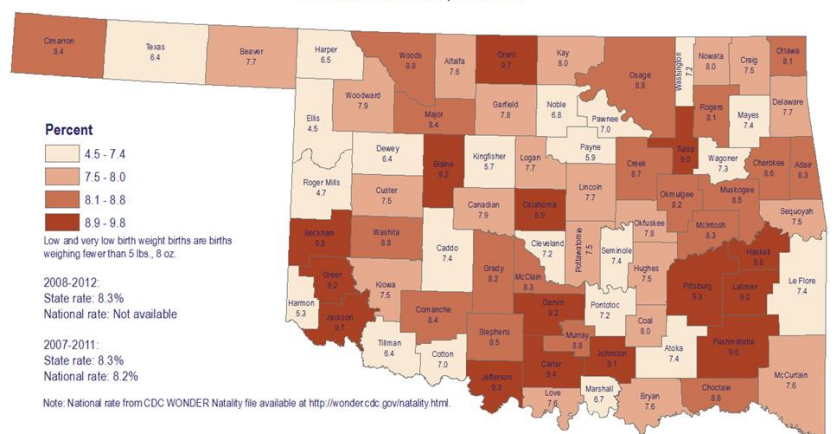 Cimarron
8.4
Texas
6.4
Beaver
7.7
Harper
6.5
Woods
8.8
Alfalfa
7.6
Grant
9.7
Kay
8.0
Osage
8.8
Washington
7.2
Nowata
8.0
Craig
7.5
Ottawa
8.1
Woodward
7.9
Ellis
4.5
Major
8.4
Garfield
7.8
Noble
6.8
Pawnee
7.0
Rogers
8.1
Mayes
7.4
Delaware
7.7
Percent
4.5 - 7.4
7.5 - 8.0
8.1 - 8.8
8.9 - 9.8
Low and very low birth weight births are births
weighing fewer than 5 lbs., 8 oz.
2008-2012:
State rate: 8.3%
National rate: Not available
2007-2011:
State rate: 8.3%
National rate: 8.2%
Note: National rate from CDC WONDER Natality file available at http://wonder.cdc.gov/natality.html.
Dewey
6.4
Blaine
9.2
Kingfisher
5.7
Logan
7.7
Payne
5.9
Creek
8.7
Tulsa
Wagoner
7.3
Cherokee
8.6
Adair
8.3
Roger Mills
4.7
Custer
7.5
Canadian
7.9
Oklahoma
8.9
Lincoln
7.7
Okmulgee
8.2
Muskogee
8.5
Sequoyah
7.5
Beckham
Washita
8.8
Caddo
7.4
Grady
8.2
McClain
8.3
Cleveland
7.2
Pottawatomie
7.5
Seminole
7.4
Okfuskee
7.8
McIntosh
8.3
Haskell
Hughes
7.5
Pittsburg
9.3
Latimer
9.0
Le Flore
7.4
Greer
9.2
Kiowa
7.5
Harmon
5.3
Jackson
9.7
Comanche
8.4
Tillman
6.4
Cotton
7.0
Stephens
8.5
Garvin
9.2
Murray
8.8
Pontotoc
7.2
Coal
8.0
Atoka
7.4
Pushmataha
9.6
McCurtain
7.6
Jefferson
9.3
Carter
9.4
Johnston
9.1
Love
7.6
Marshall
6.7
Bryan
7.6
Choctaw
8.6